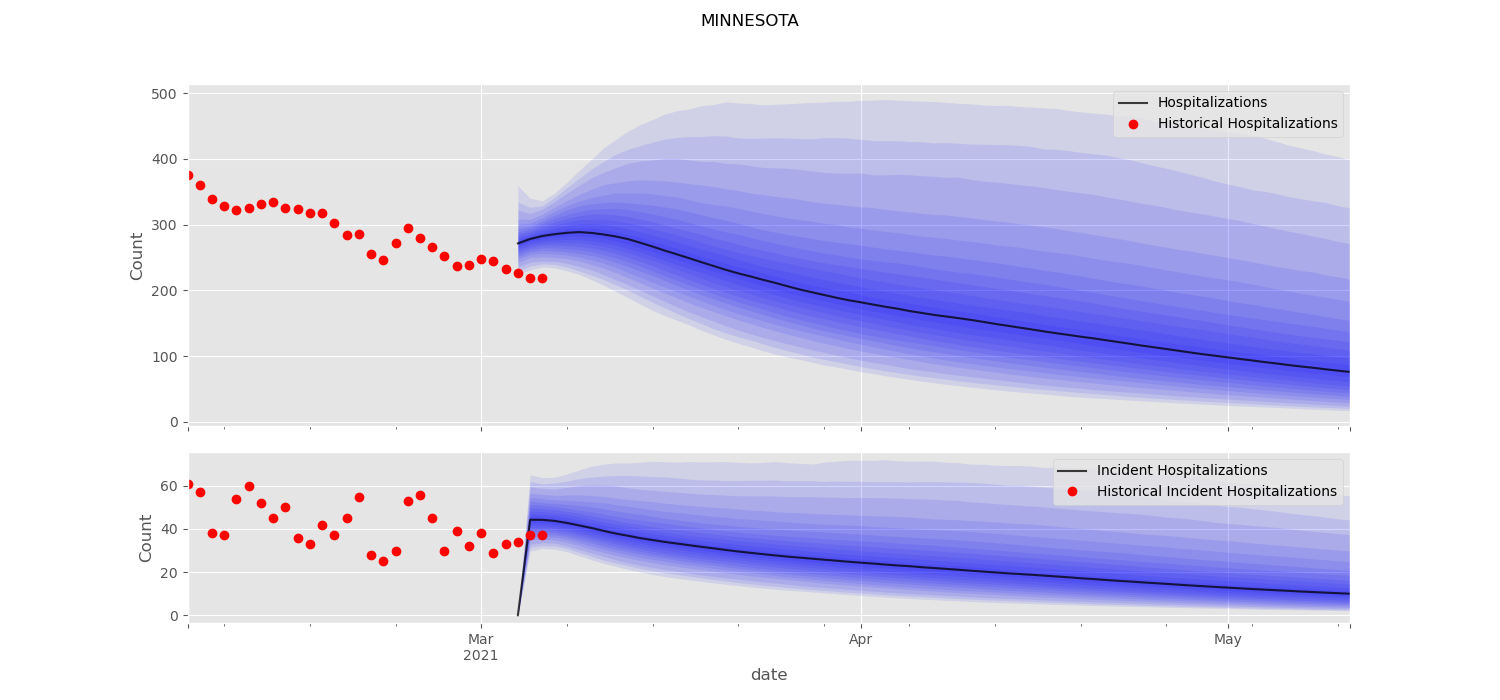 MINNESOTA
500
400
300
200
100
0
Count
Hospitalizations
Historical Hospitalizations
60
40
20
0
Count
Incident Hospitalizations
Historical Incident Hospitalizations
Mar
2021
Apr
May
date